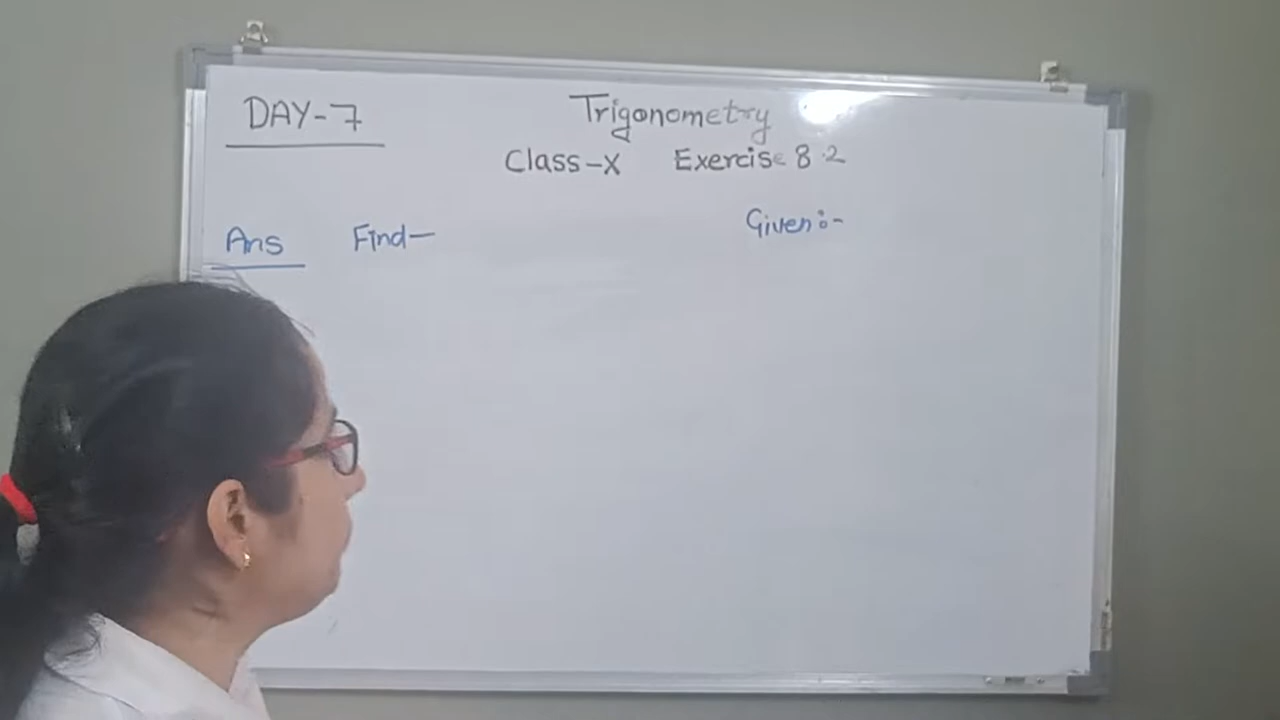 DAY-7
Trigonometry
Class-X Exercise 8.2
Ans Find-
Given:-